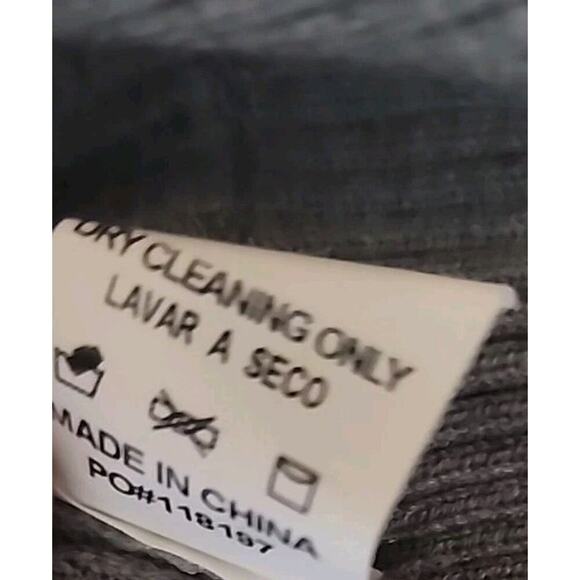 DRY CLEANING ONLY
LAVAR A SECO
MADE IN CHINA
PO#118197